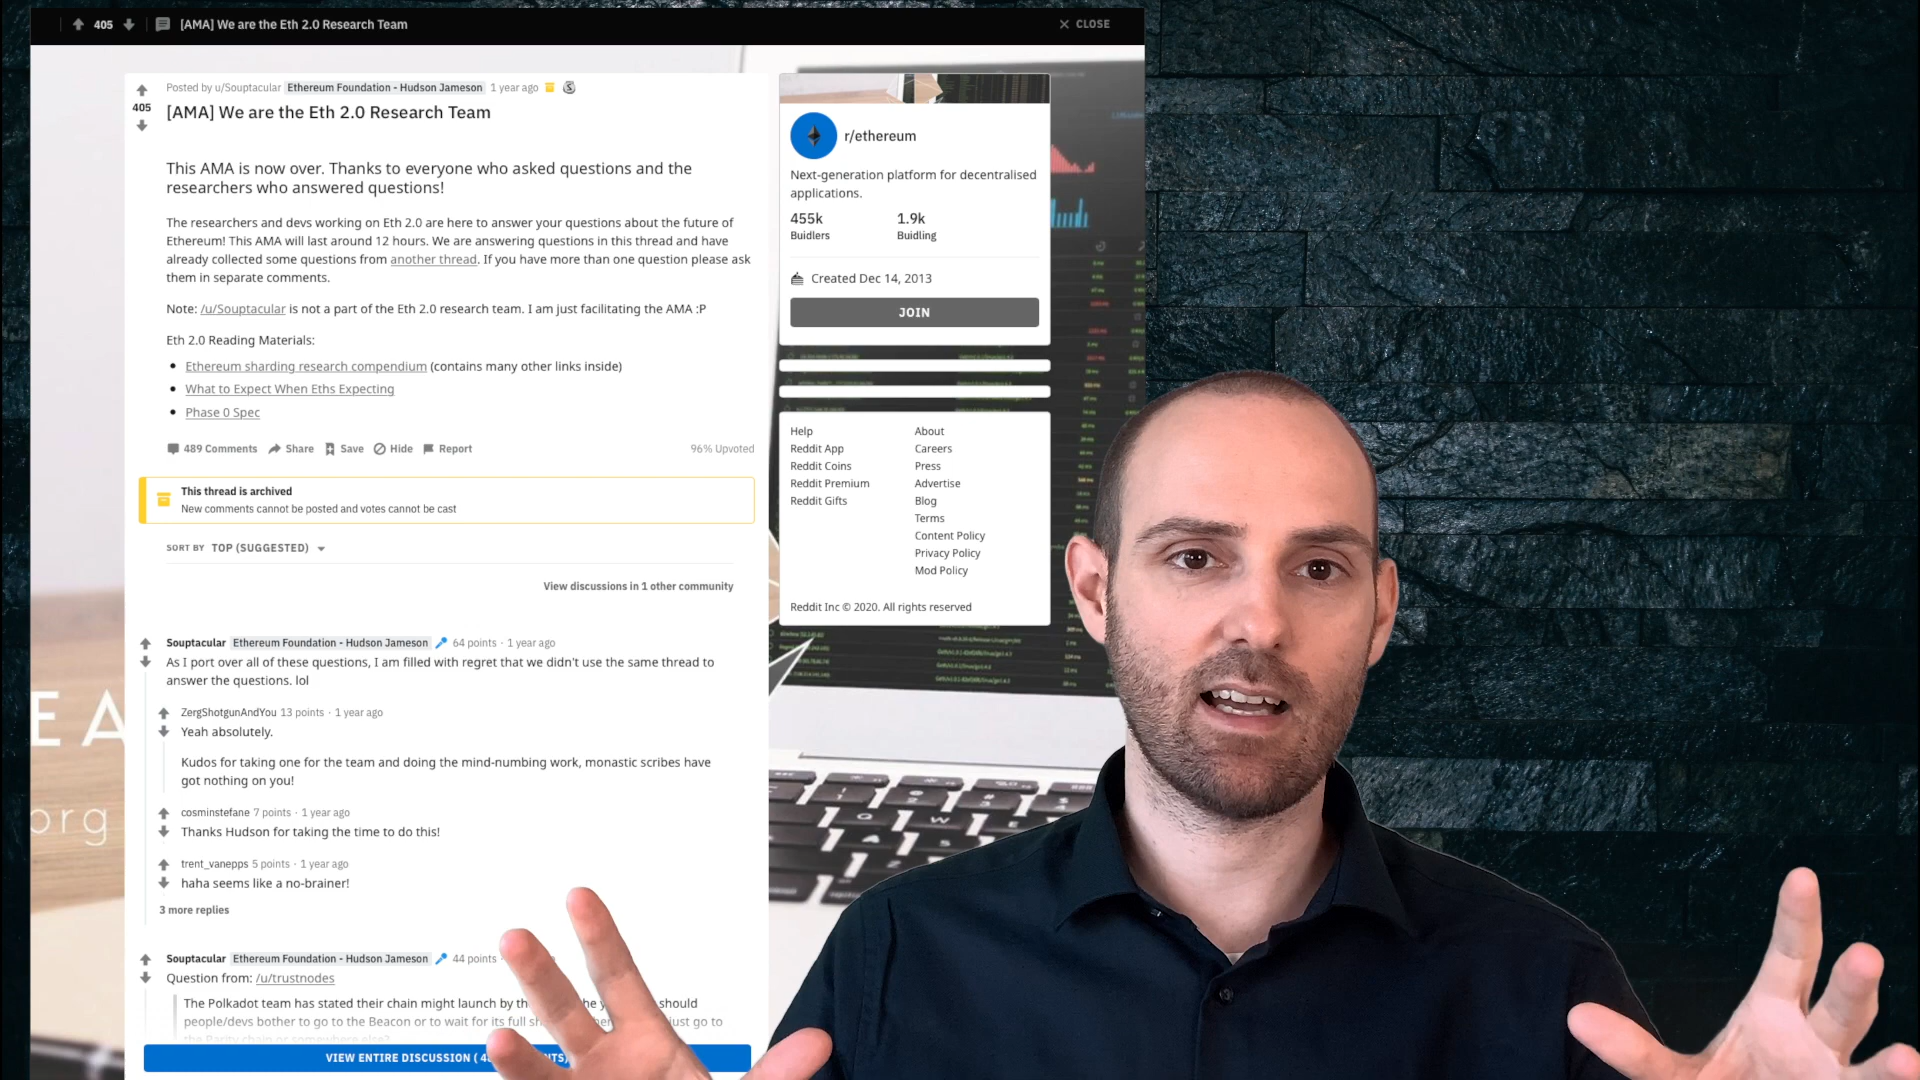 405
[AMA] We are the Eth 2.0 Research Team
CLOSE
405
Posted by u/Souptacular Ethereum Foundation - Hudson Jameson 1 year ago
[AMA] We are the Eth 2.0 Research Team
This AMA is now over. Thanks to everyone who asked questions and the
researchers who answered questions!
The researchers and devs working on Eth 2.0 are here to answer your questions about the future of
Ethereum! This AMA will last around 12 hours. We are answering questions in this thread and have
already collected some questions from another thread. If you have more than one question please ask
them in separate comments.
Note: /u/Souptacular is not a part of the Eth 2.0 research team. I am just facilitating the AMA :P
Eth 2.0 Reading Materials:
• Ethereum sharding research compendium (contains many other links inside)
• What to Expect When Eths Expecting
• Phase 0 Spec
489 Comments Share Save Hide Report 96% Upvoted
This thread is archived
New comments cannot be posted and votes cannot be cast
SORT BY TOP (SUGGESTED)
View discussions in 1 other community
Souptacular Ethereum Foundation - Hudson Jameson 64 points · 1 year ago
As I port over all of these questions, I am filled with regret that we didn't use the same thread to
answer the questions. lol
ZergShotgunAndYou 13 points · 1 year ago
Yeah absolutely.
Kudos for taking one for the team and doing the mind-numbing work, monastic scribes have
got nothing on you!
cosminstefane 7 points · 1 year ago
Thanks Hudson for taking the time to do this!
trent_vanepps 5 points · 1 year ago
haha seems like a no-brainer!
3 more replies
Souptacular Ethereum Foundation - Hudson Jameson 44 points
Question from: /u/trustnodes
The Polkadot team has stated their chain might launch by should
people/devs bother to go to the Beacon or to wait for its full just go to
VIEW ENTIRE DISCUSSION (
r/ethereum
Next-generation platform for decentralised
applications.
455k 1.9k
Buidlers Buidling
Created Dec 14, 2013
JOIN
Help About
Reddit App Careers
Reddit Coins Press
Reddit Premium Advertise
Reddit Gifts Blog
Terms
Content Policy
Privacy Policy
Mod Policy
Reddit Inc © 2020. All rights reserved
EA
org